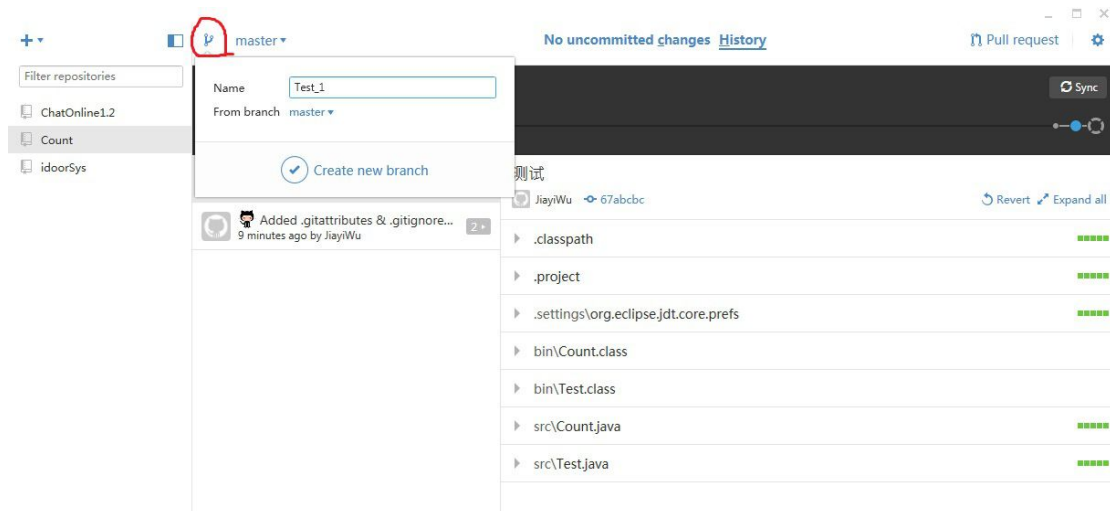 master
No uncommitted changes History
Pull request
Filter repositories
ChatOnline1.2
Count
idoorSys
Name Test_1
From branch master
Create new branch
Added .gitattributes & .gitignore...
9 minutes ago by JiayiWu
2
Sync
测试
JiayiWu 67abcbc
Revert Expand all
.classpath
.project
.settings\org.eclipse.jdt.core.prefs
bin\Count.class
bin\Test.class
src\Count.java
src\Test.java